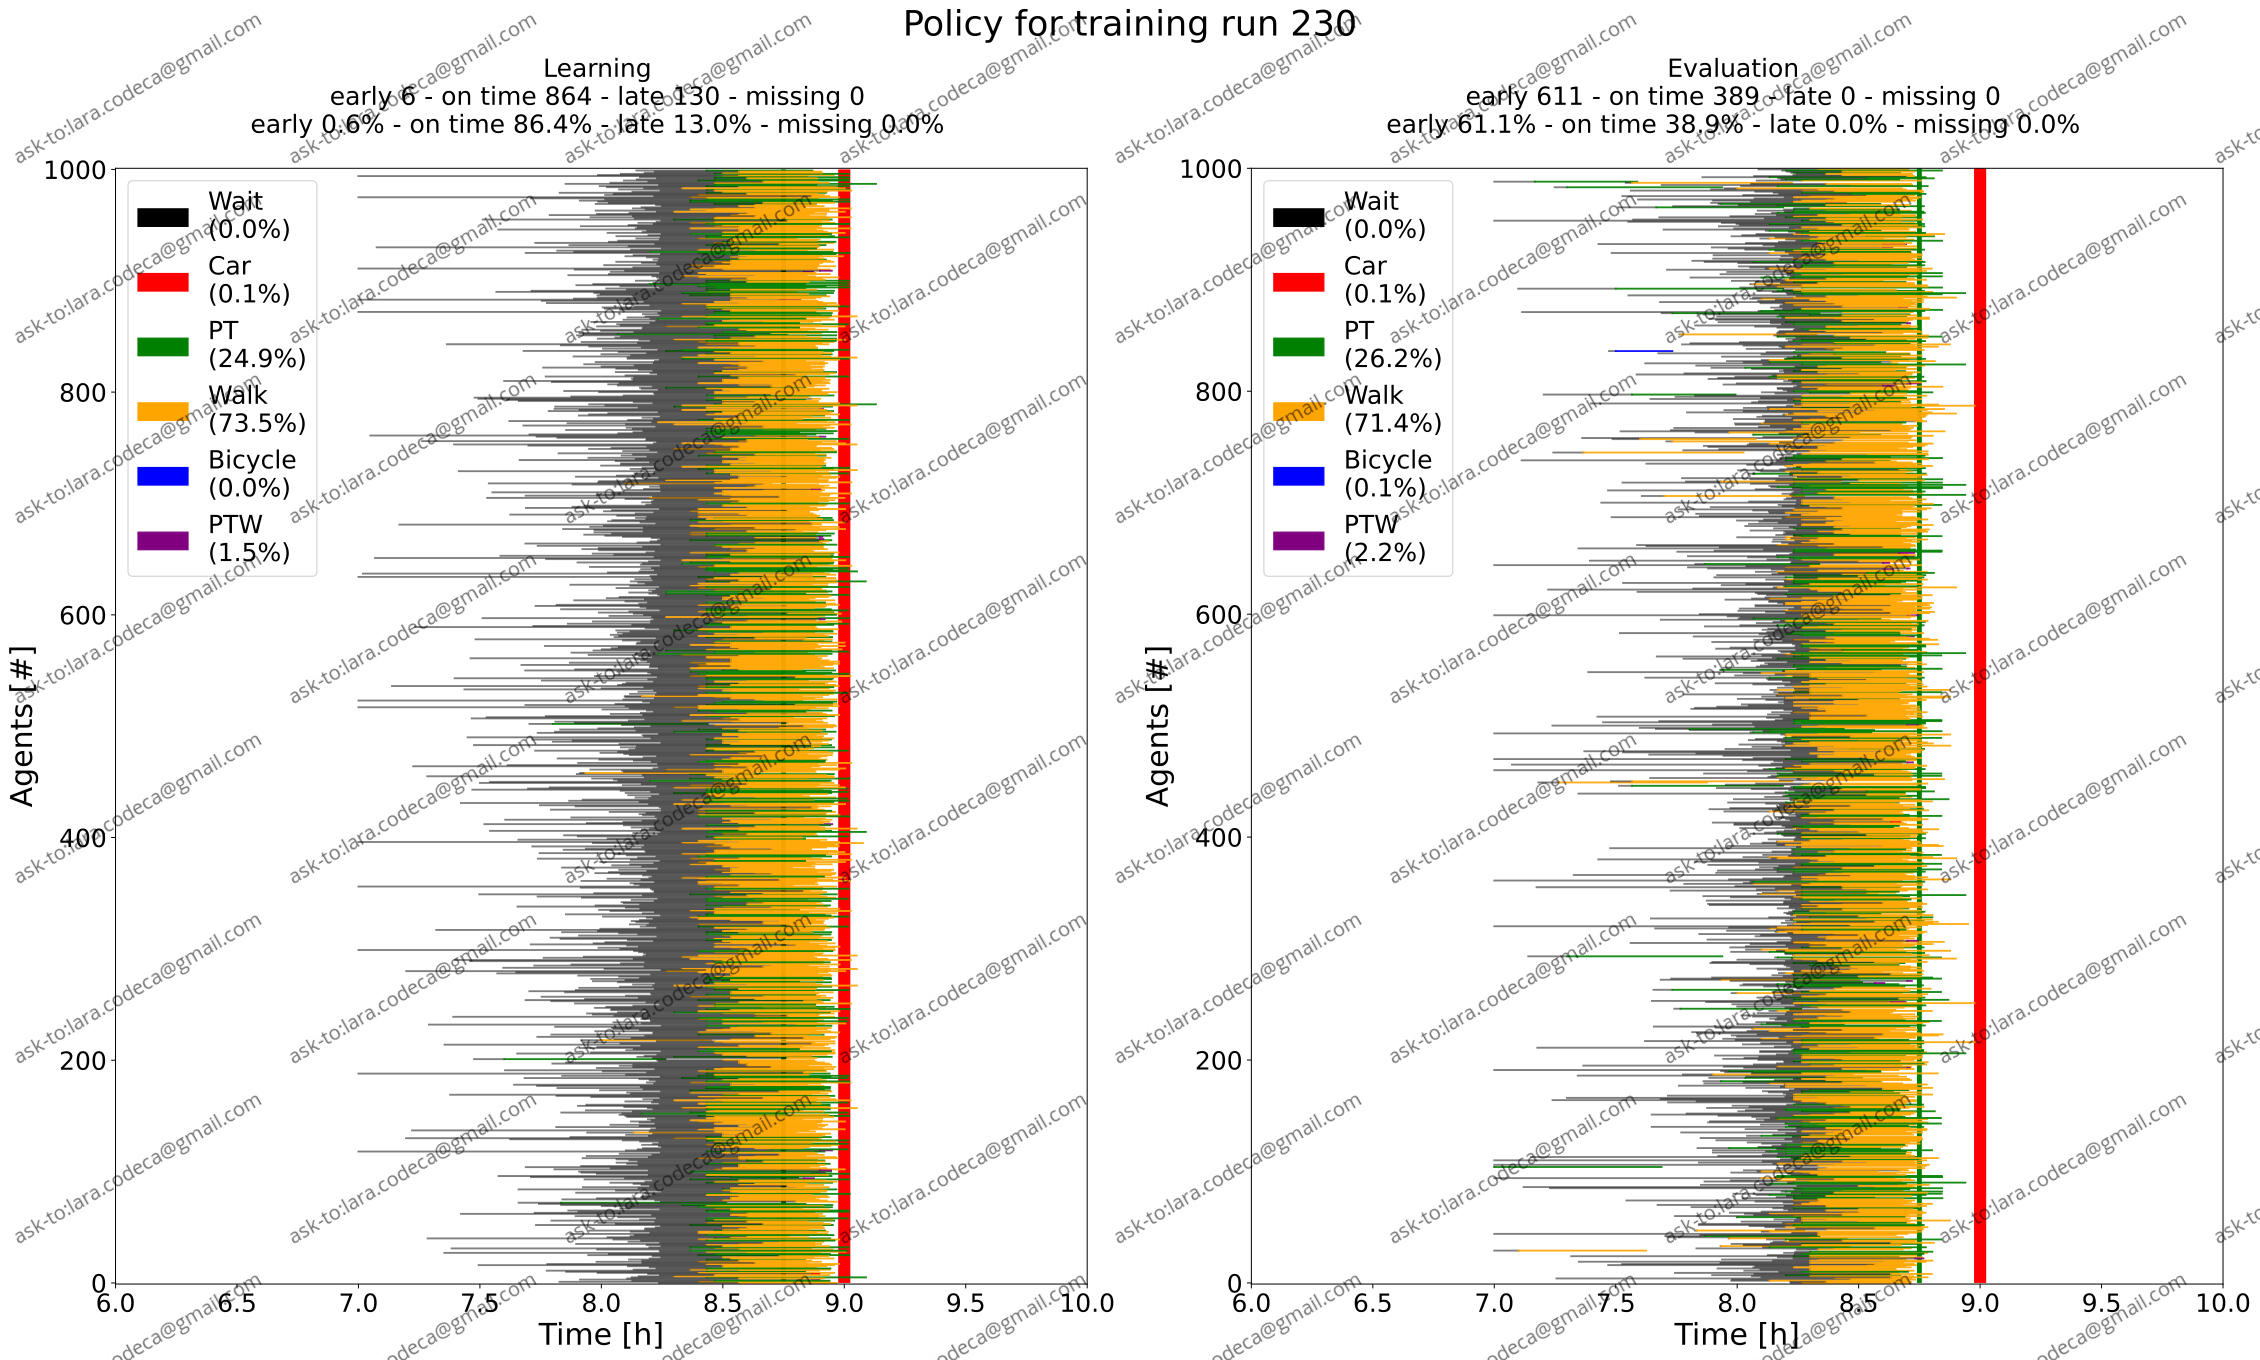 Policy for training run 230
Learning
early 6 - on time 864 - late 130 - missing 0
early 0.6% - on time 86.4% - late 13.0% - missing 0.0%
1000
800
600
400
200
0
Agents [#]
Wait
(0.0%)
Car
(0.1%)
PT
(24.9%)
Walk
(73.5%)
Bicycle
(0.0%)
PTW
(1.5%)
6.0 6.5 7.0 7.5 8.0 8.5 9.0 9.5 10.0
Time [h]
Evaluation
early 611 - on time 389 - late 0 - missing 0
early 61.1% - on time 38.9% - late 0.0% - missing 0.0%
1000
800
600
400
200
0
Agents [#]
Wait
(0.0%)
Car
(0.1%)
PT
(26.2%)
Walk
(71.4%)
Bicycle
(0.1%)
PTW
(2.2%)
6.0 6.5 7.0 7.5 8.0 8.5 9.0 9.5 10.0
Time [h]
ask-to:lara.codeca@gmail.com